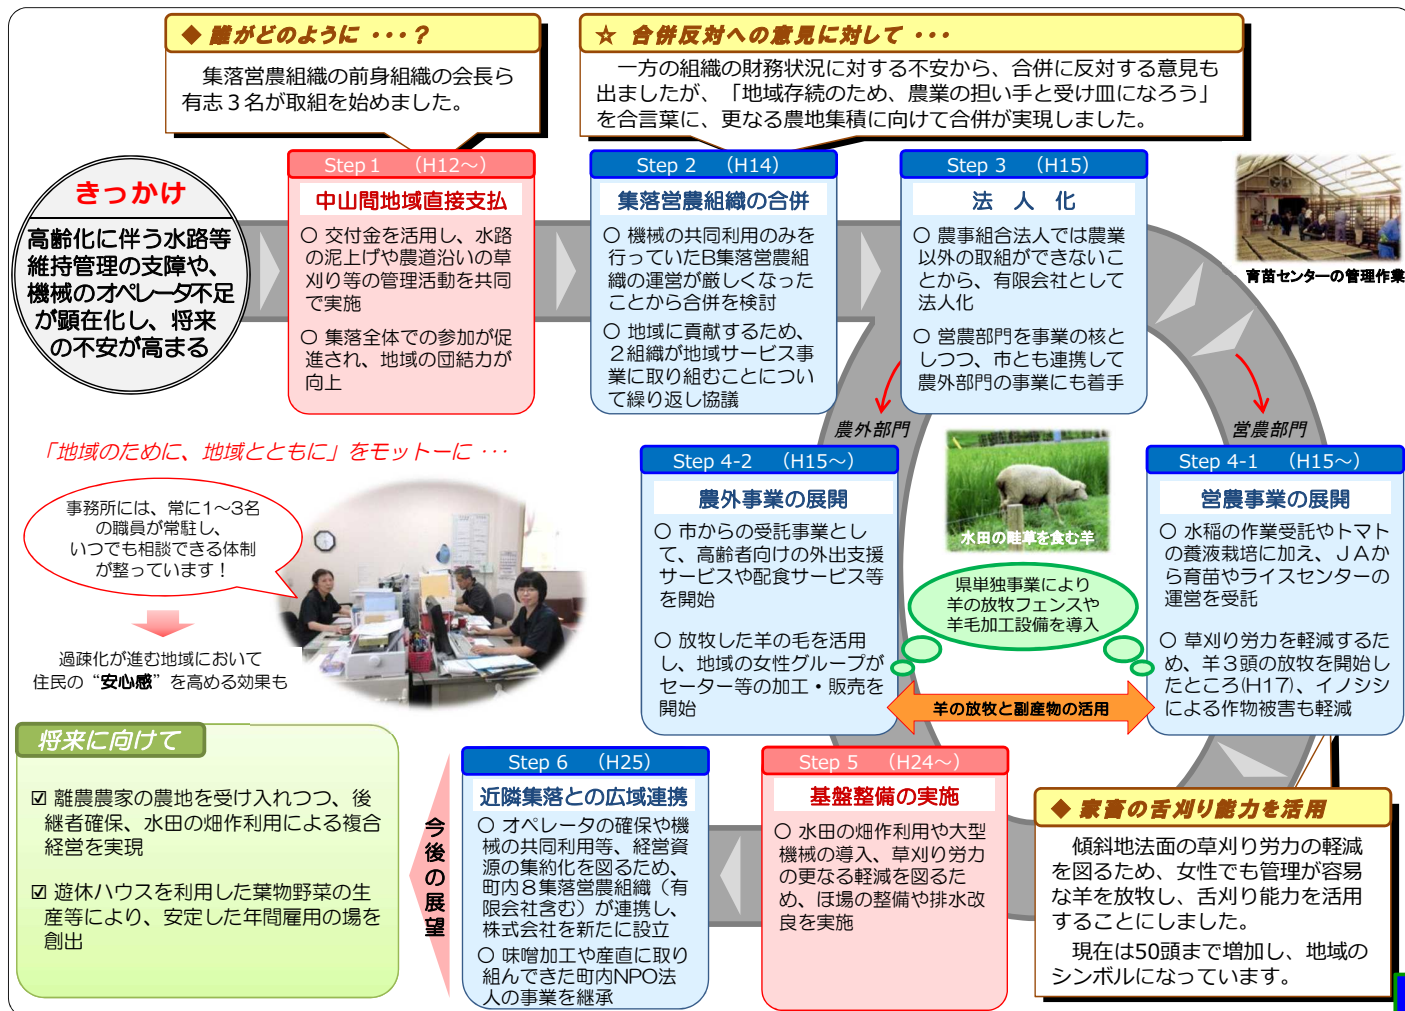 ◆ 誰がどのように ・・・？
集落営農組織の前身組織の会長ら
有志３名が取組を始めました。
☆ 合併反対への意見に対して ・・・
一方の組織の財務状況に対する不安から、合併に反対する意見も
出ましたが、「地域存続のため、農業の担い手と受け皿になろう」
を合言葉に、更なる農地集積に向けて合併が実現しました。
きっかけ
高齢化に伴う水路等
維持管理の支障や、
機械のオペレータ不足
が顕在化し、将来
の不安が高まる
Step 1 （H12～）
中山間地域直接支払
○ 交付金を活用し、水路
の泥上げや農道沿いの草
刈り等の管理活動を共同
で実施
○ 集落全体での参加が促
進され、地域の団結力が
向上
Step 2 （H14）
集落営農組織の合併
○ 機械の共同利用のみを
行っていたB集落営農組
織の運営が厳しくなった
ことから合併を検討
○ 地域に貢献するため、
２組織が地域サービス事
業に取り組むことについ
て繰り返し協議
Step 3 （H15）
法 人 化
○ 農事組合法人では農業
以外の取組ができないこ
とから、有限会社として
法人化
○ 営農部門を事業の核と
しつつ、市とも連携して
農外部門の事業にも着手
育苗センターの管理作業
農外部門
営農部門
「地域のために、地域とともに」をモットーに ・・・
事務所には、常に1～3名
の職員が常駐し、
いつでも相談できる体制
が整っています！
過疎化が進む地域において
住民の“安心感”を高める効果も
Step 4-2 （H15～）
農外事業の展開
○ 市からの受託事業とし
て、高齢者向けの外出支援
サービスや配食サービス等
を開始
○ 放牧した羊の毛を活用
し、地域の女性グループが
セーター等の加工・販売を
開始
水田の畦草を食む羊
県単独事業により
羊の放牧フェンスや
羊毛加工設備を導入
羊の放牧と副産物の活用
Step 4-1 （H15～）
営農事業の展開
○ 水稲の作業受託やトマト
の養液栽培に加え、ＪＡか
ら育苗やライスセンターの
運営を受託
○ 草刈り労力を軽減するた
め、羊３頭の放牧を開始し
たところ(H17)、イノシシ
による作物被害も軽減
◆ 家畜の舌刈り能力を活用
傾斜地法面の草刈り労力の軽減
を図るため、女性でも管理が容易
な羊を放牧し、舌刈り能力を活用
することにしました。
現在は50頭まで増加し、地域の
シンボルになっています。
Step 5 （H24～）
基盤整備の実施
○ 水田の畑作利用や大型
機械の導入、草刈り労力
の更なる軽減を図るた
め、ほ場の整備や排水改
良を実施
Step 6 （H25）
近隣集落との広域連携
○ オペレータの確保や機
械の共同利用等、経営資
源の集約化を図るため、
町内８集落営農組織（有
限会社含む）が連携し、
株式会社を新たに設立
○ 味噌加工や産直に取り
組んできた町内NPO法
人の事業を継承
今後の展望
将来に向けて
☑ 離農農家の農地を受け入れつつ、後
継者確保、水田の畑作利用による複合
経営を実現
☑ 遊休ハウスを利用した葉物野菜の生
産等により、安定した年間雇用の場を
創出